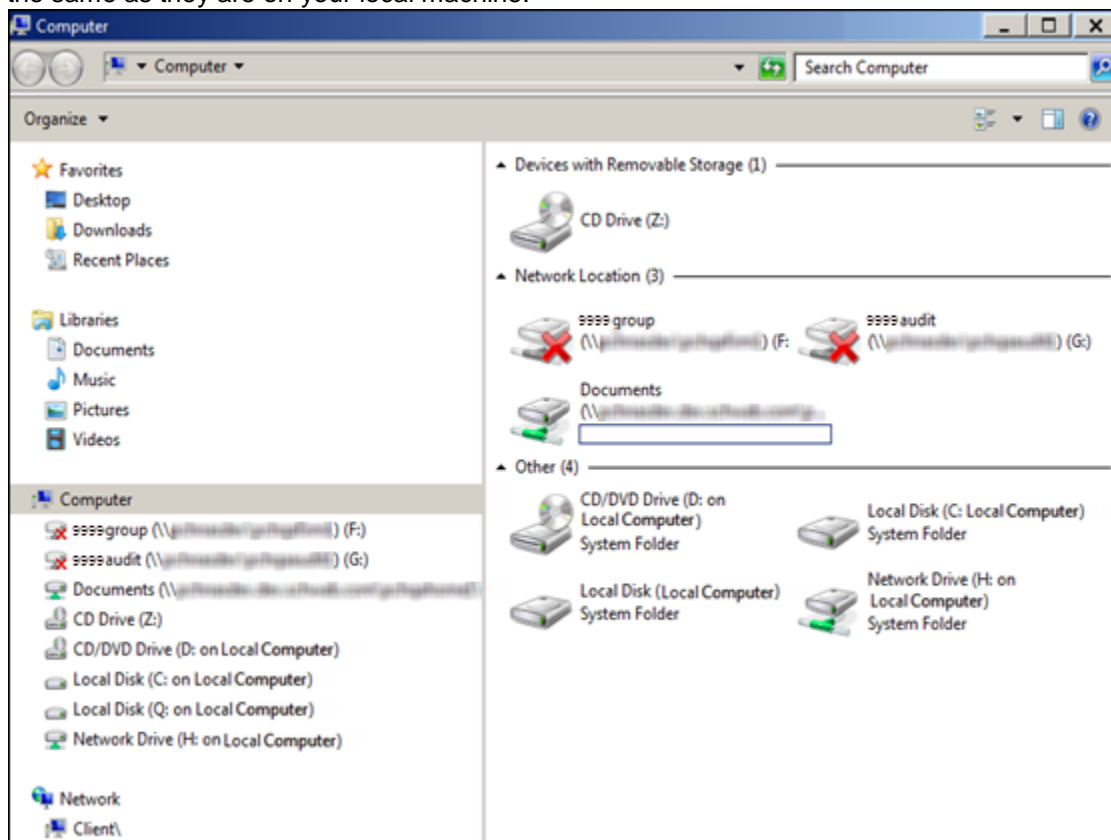 the same as they are on your local machine.
Computer
Computer
Search Computer
Organize
Favorites
Desktop
Downloads
Recent Places
Libraries
Documents
Music
Pictures
Videos
Computer
9999group (\\ ) (F:)
9999audit (\\ ) (G:)
Documents (\\
CD Drive (Z:)
CD/DVD Drive (D: on Local Computer)
Local Disk (C: on Local Computer)
Local Disk (Q: on Local Computer)
Network Drive (H: on Local Computer)
Network
Client\
Devices with Removable Storage (1)
CD Drive (Z:)
Network Location (3)
9999 group
(\\ ) (F:
9999 audit
(\\ ) (G:)
Documents
(\\ ...
Other (4)
CD/DVD Drive (D: on
Local Computer)
System Folder
Local Disk (C: Local Computer)
System Folder
Local Disk (Local Computer)
System Folder
Network Drive (H: on
Local Computer)
System Folder